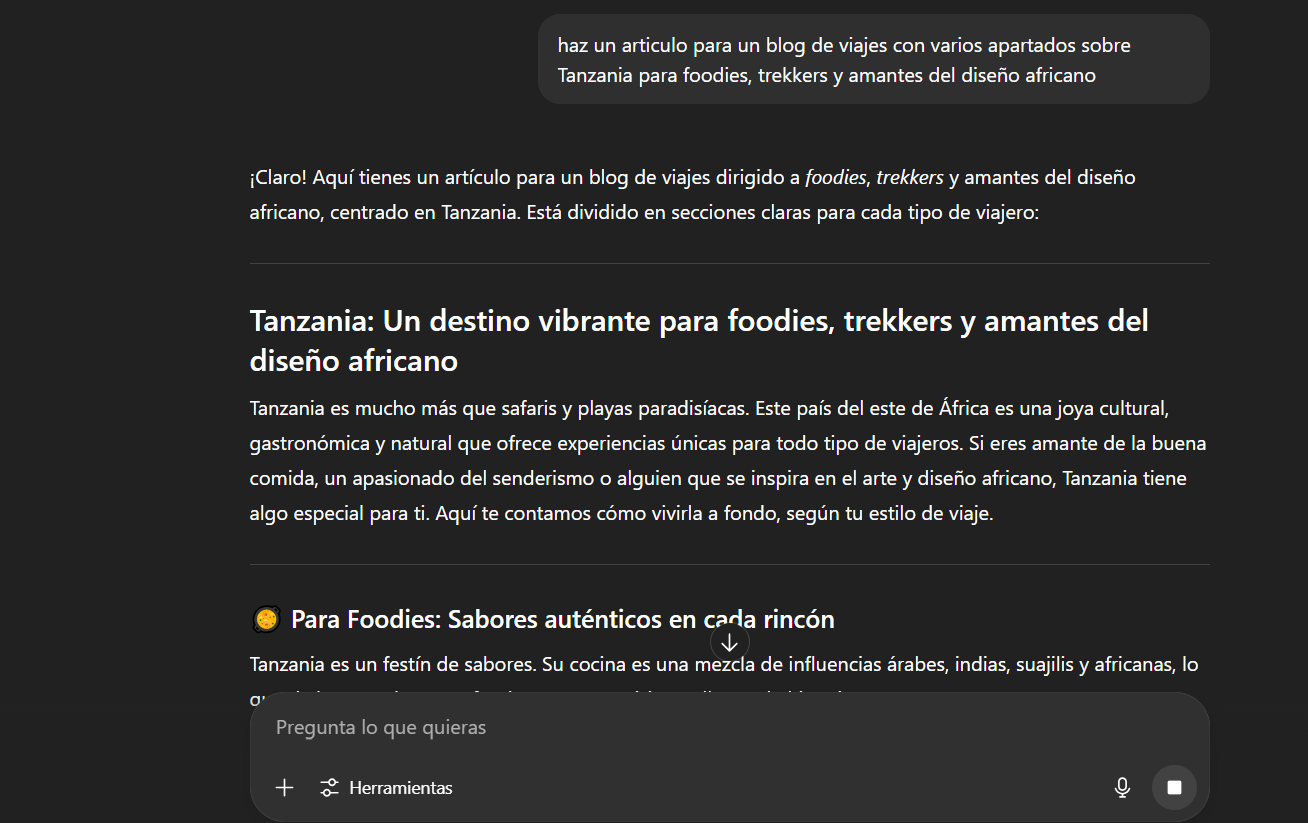 haz un articulo para un blog de viajes con varios apartados sobre
Tanzania para foodies, trekkers y amantes del diseño africano
¡Claro! Aquí tienes un artículo para un blog de viajes dirigido a foodies, trekkers y amantes del diseño
africano, centrado en Tanzania. Está dividido en secciones claras para cada tipo de viajero:
Tanzania: Un destino vibrante para foodies, trekkers y amantes del
diseño africano
Tanzania es mucho más que safaris y playas paradisíacas. Este país del este de África es una joya cultural,
gastronómica y natural que ofrece experiencias únicas para todo tipo de viajeros. Si eres amante de la buena
comida, un apasionado del senderismo o alguien que se inspira en el arte y diseño africano, Tanzania tiene
algo especial para ti. Aquí te contamos cómo vivirla a fondo, según tu estilo de viaje.
Para Foodies: Sabores auténticos en cada rincón
Tanzania es un festín de sabores. Su cocina es una mezcla de influencias árabes, indias, suajilis y africanas, lo
Pregunta lo que quieras
Herramientas